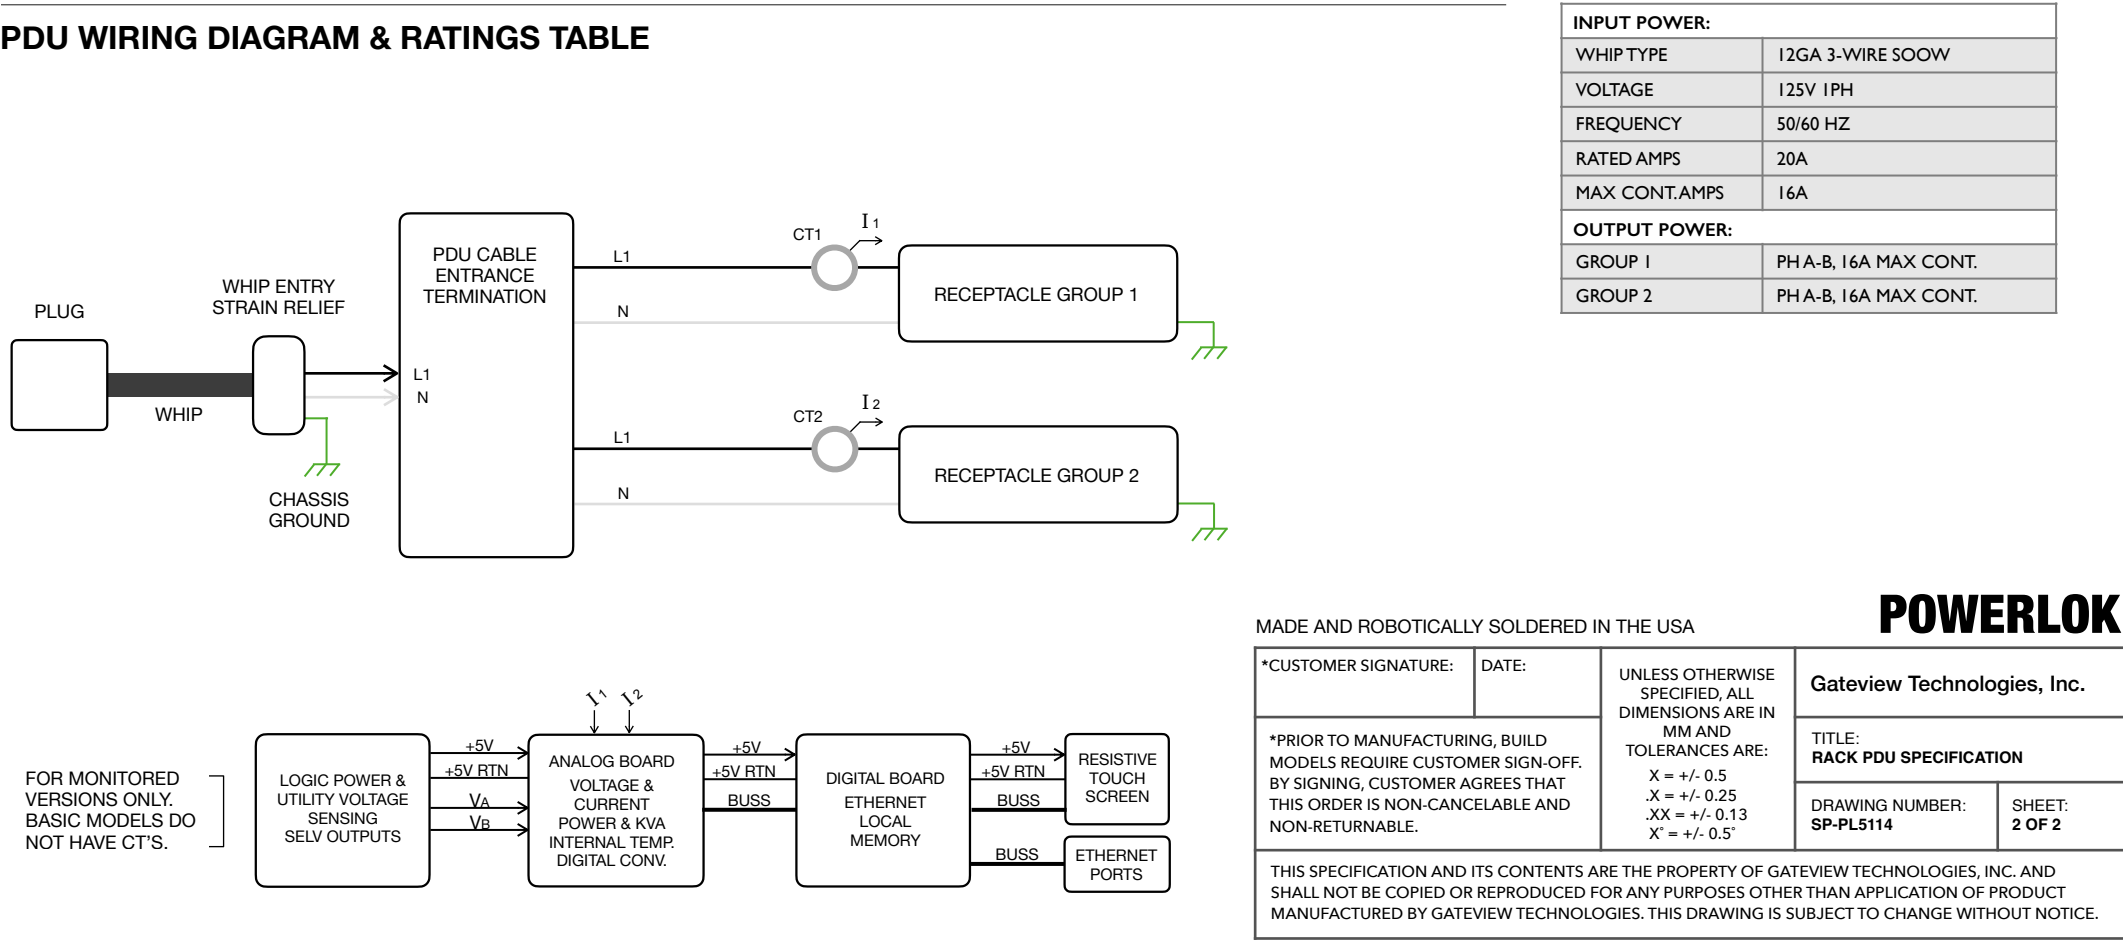 PDU WIRING DIAGRAM & RATINGS TABLE
INPUT POWER:
WHIP TYPE 12GA 3-WIRE SOOW
VOLTAGE 125V 1PH
FREQUENCY 50/60 HZ
RATED AMPS 20A
MAX CONT. AMPS 16A
OUTPUT POWER:
GROUP 1 PH A-B, 16A MAX CONT.
GROUP 2 PH A-B, 16A MAX CONT.
PLUG
WHIP
WHIP ENTRY
STRAIN RELIEF
CHASSIS
GROUND
L1
N
PDU CABLE
ENTRANCE
TERMINATION
L1
CT1
I 1
N
RECEPTACLE GROUP 1
L1
CT2
I 2
N
RECEPTACLE GROUP 2
FOR MONITORED
VERSIONS ONLY.
BASIC MODELS DO
NOT HAVE CT'S.
LOGIC POWER &
UTILITY VOLTAGE
SENSING
SELV OUTPUTS
+5V
+5V RTN
VA
VB
I 1
I 2
ANALOG BOARD
VOLTAGE &
CURRENT
POWER & KVA
INTERNAL TEMP.
DIGITAL CONV.
+5V
+5V RTN
BUSS
DIGITAL BOARD
ETHERNET
LOCAL
MEMORY
+5V
+5V RTN
BUSS
RESISTIVE
TOUCH
SCREEN
BUSS
ETHERNET
PORTS
MADE AND ROBOTICALLY SOLDERED IN THE USA
POWERLOK
*CUSTOMER SIGNATURE:
DATE:
*PRIOR TO MANUFACTURING, BUILD
MODELS REQUIRE CUSTOMER SIGN-OFF.
BY SIGNING, CUSTOMER AGREES THAT
THIS ORDER IS NON-CANCELABLE AND
NON-RETURNABLE.
UNLESS OTHERWISE
SPECIFIED, ALL
DIMENSIONS ARE IN
MM AND
TOLERANCES ARE:
X = +/- 0.5
.X = +/- 0.25
.XX = +/- 0.13
X° = +/- 0.5°
Gateview Technologies, Inc.
TITLE:
RACK PDU SPECIFICATION
DRAWING NUMBER:
SP-PL5114
SHEET:
2 OF 2
THIS SPECIFICATION AND ITS CONTENTS ARE THE PROPERTY OF GATEVIEW TECHNOLOGIES, INC. AND
SHALL NOT BE COPIED OR REPRODUCED FOR ANY PURPOSES OTHER THAN APPLICATION OF PRODUCT
MANUFACTURED BY GATEVIEW TECHNOLOGIES. THIS DRAWING IS SUBJECT TO CHANGE WITHOUT NOTICE.